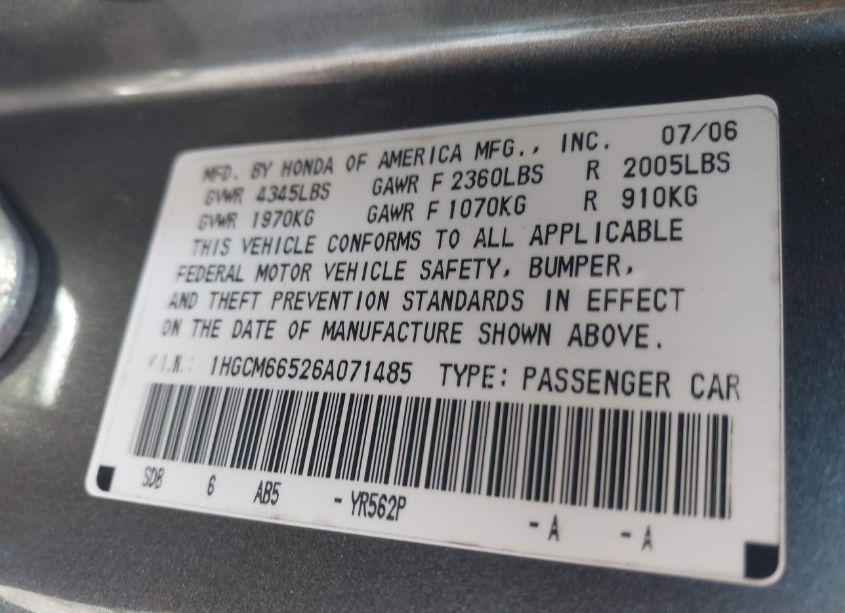 MFD. BY HONDA OF AMERICA MFG., INC. 07/06
GVWR 4345LBS GAWR F 2360LBS R 2005LBS
GVWR 1970KG GAWR F 1070KG R 910KG
THIS VEHICLE CONFORMS TO ALL APPLICABLE
FEDERAL MOTOR VEHICLE SAFETY, BUMPER,
AND THEFT PREVENTION STANDARDS IN EFFECT
ON THE DATE OF MANUFACTURE SHOWN ABOVE.
V.I.N.: 1HGCM66526A071485 TYPE: PASSENGER CAR
SDB 6 AB5 -YR562P -A -A